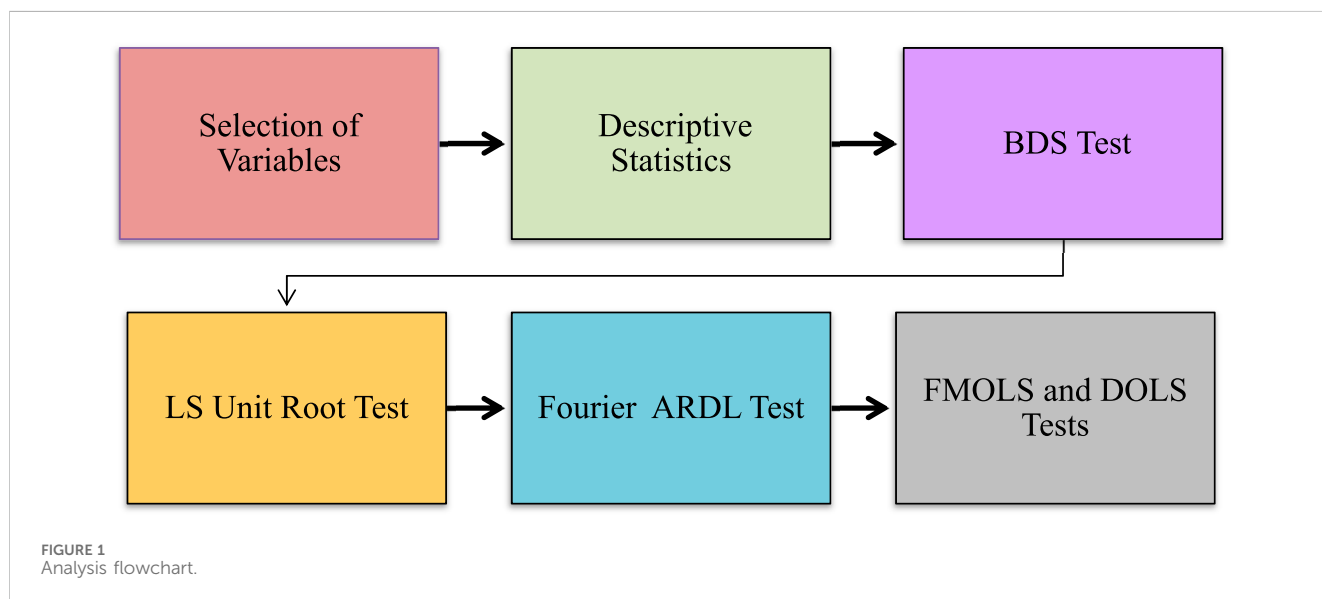 Selection of
Variables
Descriptive
Statistics
BDS Test
LS Unit Root Test
Fourier ARDL Test
FMOLS and DOLS
Tests
FIGURE 1
Analysis flowchart.